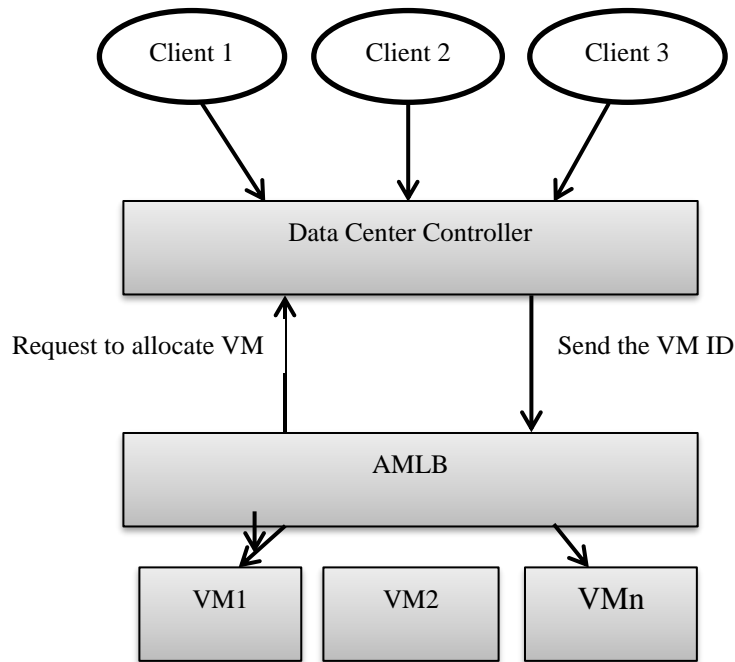 Client 1
Client 2
Client 3
Data Center Controller
Request to allocate VM
Send the VM ID
AMLB
VM1
VM2
VMn